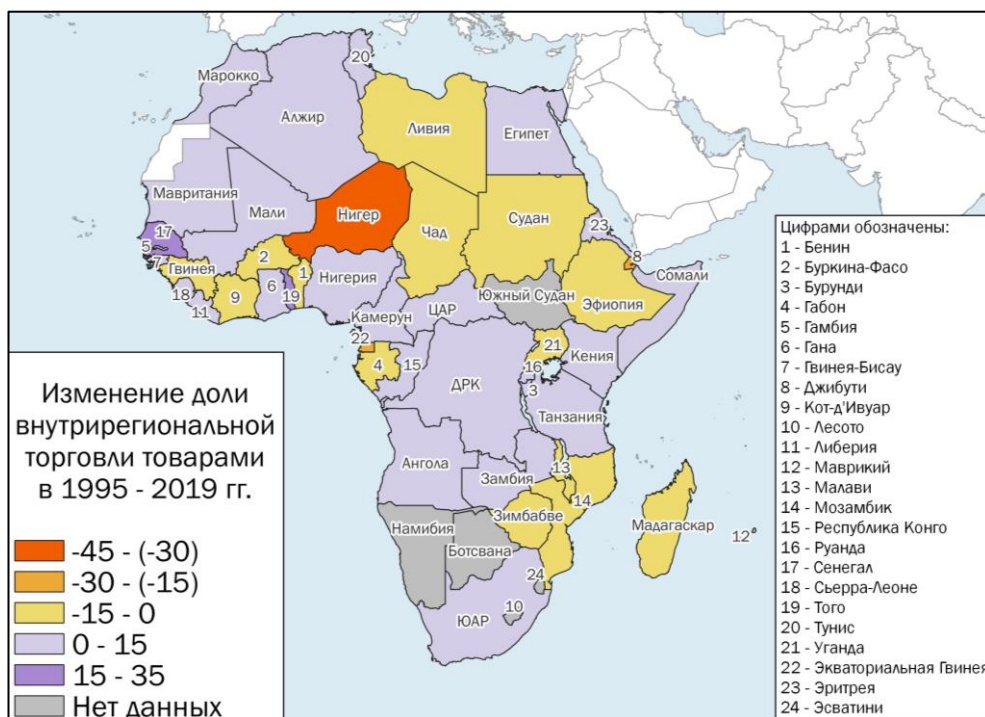 20
Марокко
Алжир
Ливия
Египет
Мавритания
Мали
Нигер
Чад
Судан
17
23
5
7
Гвинея
2
1
8
Сомали
18
9
6
19
Нигерия
Южный Судан
Эфиопия
11
Камерун
ЦАР
22
21
4
15
16
Кения
ДРК
3
Танзания
Ангола
13
Замбия
14
Зимбабве
Мадагаскар
12
Намибия
Ботсвана
24
10
ЮАР
Изменение доли
внутрирегиональной
торговли товарами
в 1995 - 2019 гг.
-45 - (-30)
-30 - (-15)
-15 - 0
0 - 15
15 - 35
Нет данных
Цифрами обозначены:
1 - Бенин
2 - Буркина-Фасо
3 - Бурунди
4 - Габон
5 - Гамбия
6 - Гана
7 - Гвинея-Бисау
8 - Джибути
9 - Кот-д'Ивуар
10 - Лесото
11 - Либерия
12 - Маврикий
13 - Малави
14 - Мозамбик
15 - Республика Конго
16 - Руанда
17 - Сенегал
18 - Сьерра-Леоне
19 - Того
20 - Тунис
21 - Уганда
22 - Экваториальная Гвинея
23 - Эритрея
24 - Эсватини